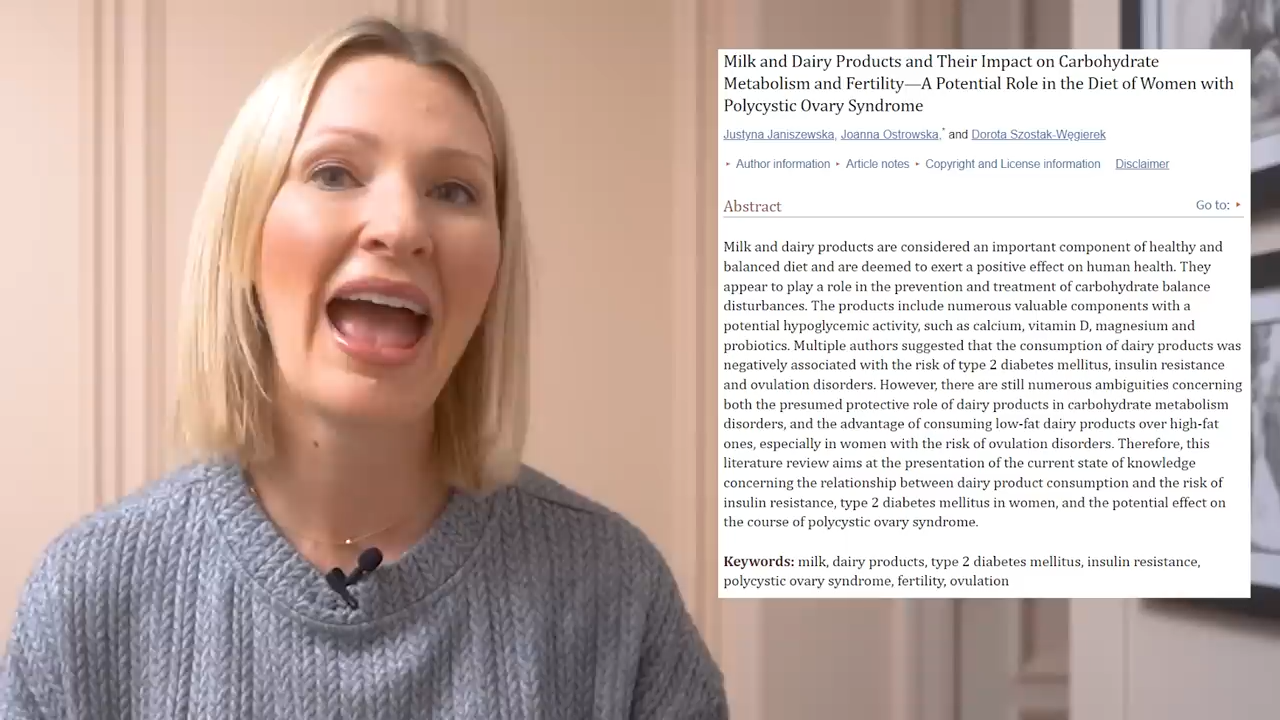 Milk and Dairy Products and Their Impact on Carbohydrate
Metabolism and Fertility—A Potential Role in the Diet of Women with
Polycystic Ovary Syndrome
Justyna Janiszewska, Joanna Ostrowska,* and Dorota Szostak-Węgierek
▸ Author information ▸ Article notes ▸ Copyright and License information Disclaimer
Abstract Go to: ▸
Milk and dairy products are considered an important component of healthy and
balanced diet and are deemed to exert a positive effect on human health. They
appear to play a role in the prevention and treatment of carbohydrate balance
disturbances. The products include numerous valuable components with a
potential hypoglycemic activity, such as calcium, vitamin D, magnesium and
probiotics. Multiple authors suggested that the consumption of dairy products was
negatively associated with the risk of type 2 diabetes mellitus, insulin resistance
and ovulation disorders. However, there are still numerous ambiguities concerning
both the presumed protective role of dairy products in carbohydrate metabolism
disorders, and the advantage of consuming low-fat dairy products over high-fat
ones, especially in women with the risk of ovulation disorders. Therefore, this
literature review aims at the presentation of the current state of knowledge
concerning the relationship between dairy product consumption and the risk of
insulin resistance, type 2 diabetes mellitus in women, and the potential effect on
the course of polycystic ovary syndrome.
Keywords: milk, dairy products, type 2 diabetes mellitus, insulin resistance,
polycystic ovary syndrome, fertility, ovulation